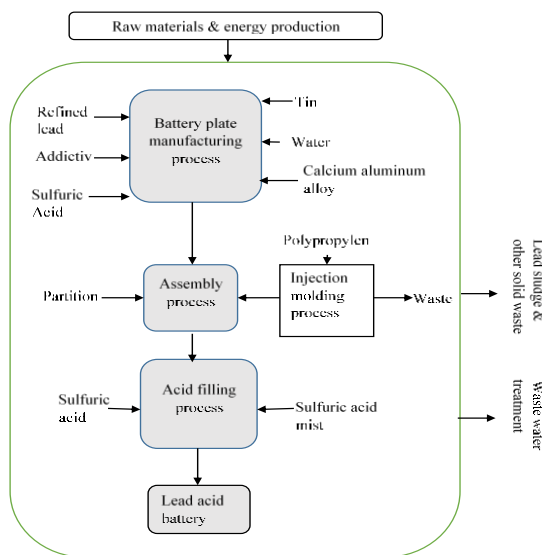 Raw materials & energy production
Refined
lead
Addictiv
Sulfuric
Acid
Battery plate
manufacturing
process
Tin
Water
Calcium aluminum
alloy
Polypropylen
Partition
Assembly
process
Injection
molding
process
Waste
Lead sludge &
other solid waste
Sulfuric
acid
Acid filling
process
Sulfuric acid
mist
Waste water
treatment
Lead acid
battery